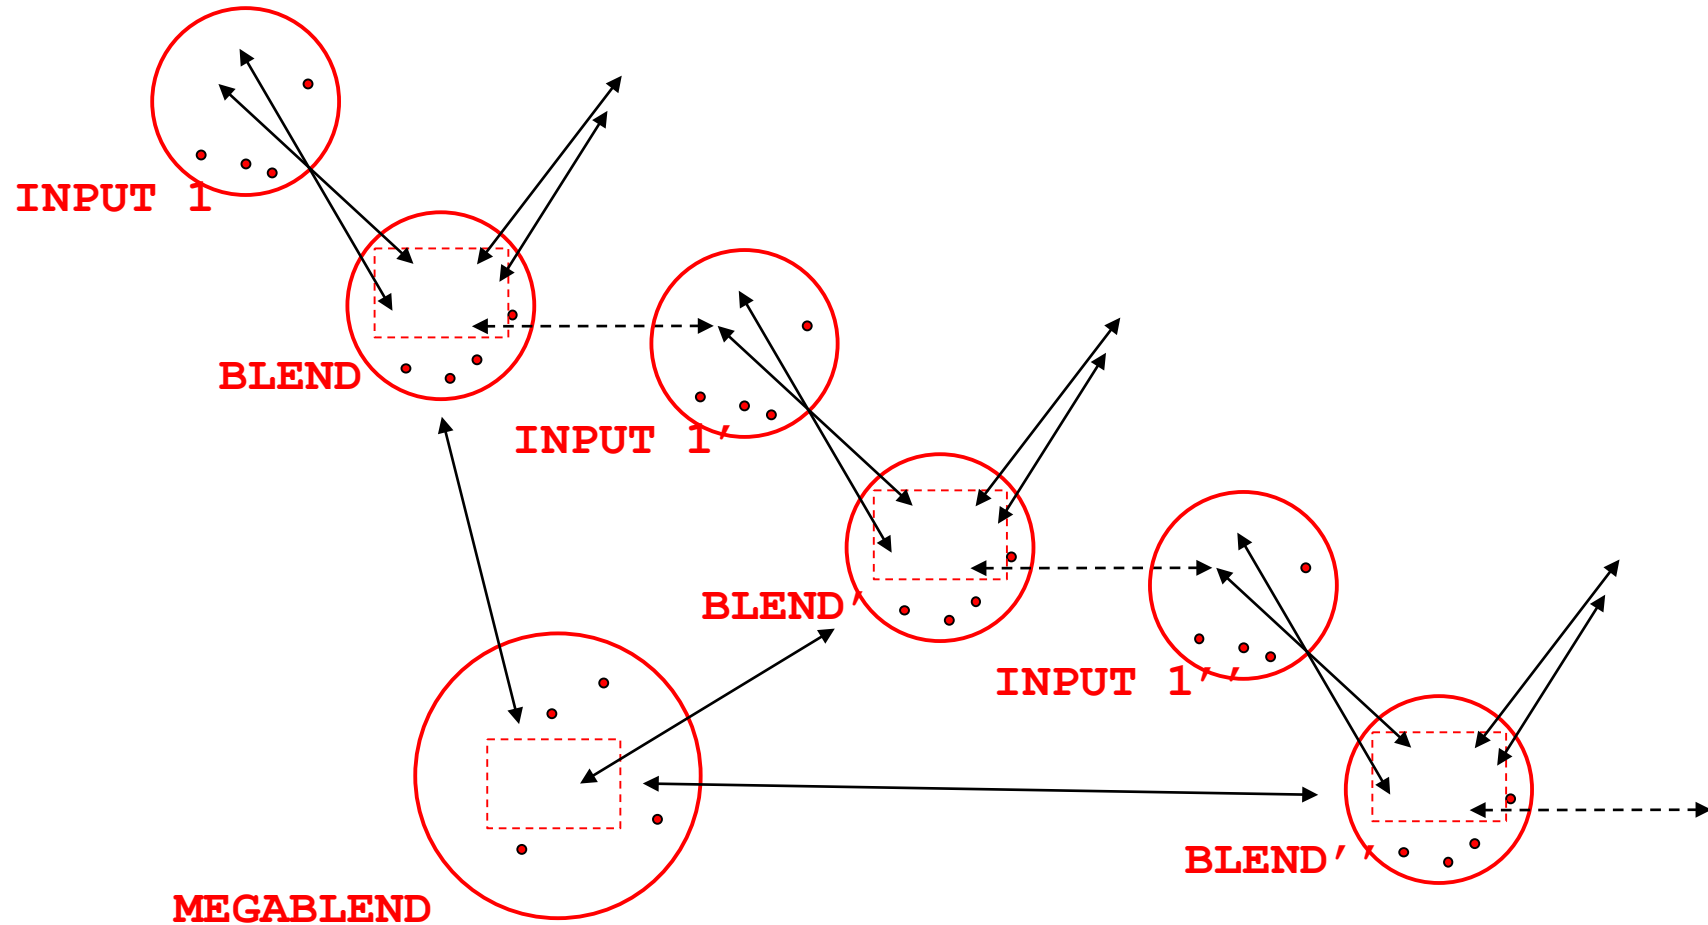 INPUT 1
BLEND
INPUT 1′
BLEND′
INPUT 1′′
BLEND′′
MEGABLEND